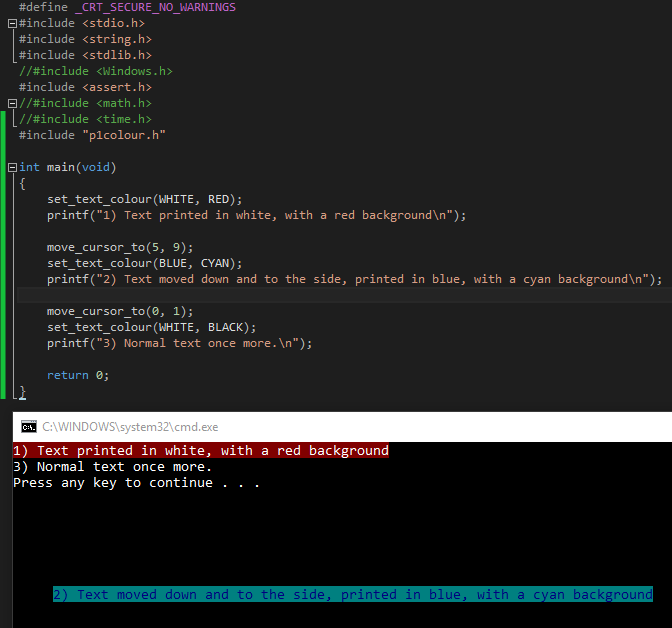 #define _CRT_SECURE_NO_WARNINGS
#include <stdio.h>
#include <string.h>
#include <stdlib.h>
//#include <Windows.h>
#include <assert.h>
//#include <math.h>
//#include <time.h>
#include "p1colour.h"
int main(void)
{
set_text_colour(WHITE, RED);
printf("1) Text printed in white, with a red background\n");
move_cursor_to(5, 9);
set_text_colour(BLUE, CYAN);
printf("2) Text moved down and to the side, printed in blue, with a cyan background\n");
move_cursor_to(0, 1);
set_text_colour(WHITE, BLACK);
printf("3) Normal text once more.\n");
return 0;
}
C:\WINDOWS\system32\cmd.exe
1) Text printed in white, with a red background
3) Normal text once more.
Press any key to continue . . .
2) Text moved down and to the side, printed in blue, with a cyan background